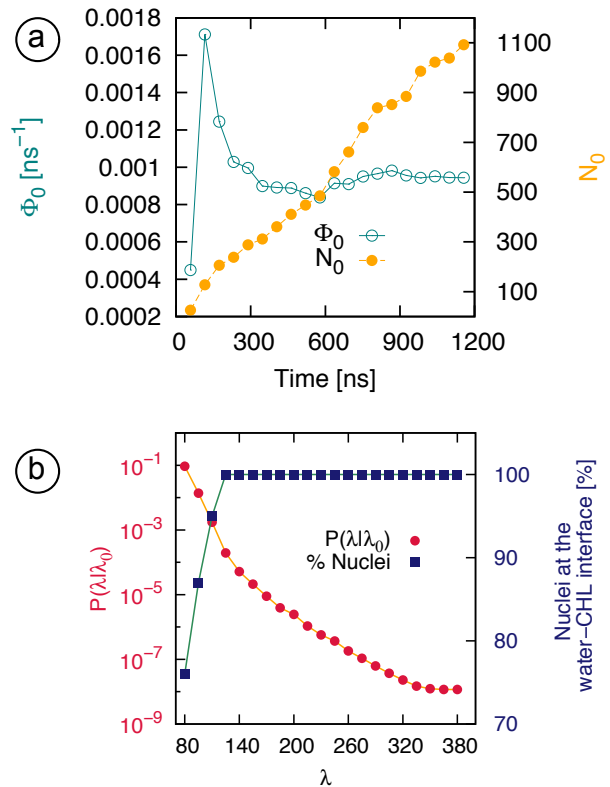 a
0.0018
0.0016
0.0014
0.0012
0.001
0.0008
0.0006
0.0004
0.0002
Φ₀ [ns⁻¹]
1100
900
700
500
300
100
N₀
Φ₀
N₀
0 300 600 900 1200
Time [ns]
b
10⁻¹
10⁻³
10⁻⁵
10⁻⁷
10⁻⁹
P(λ|λ₀)
P(λ|λ₀)
% Nuclei
100
90
80
70
Nuclei at the
water−CHL interface [%]
80 140 200 260 320 380
λ